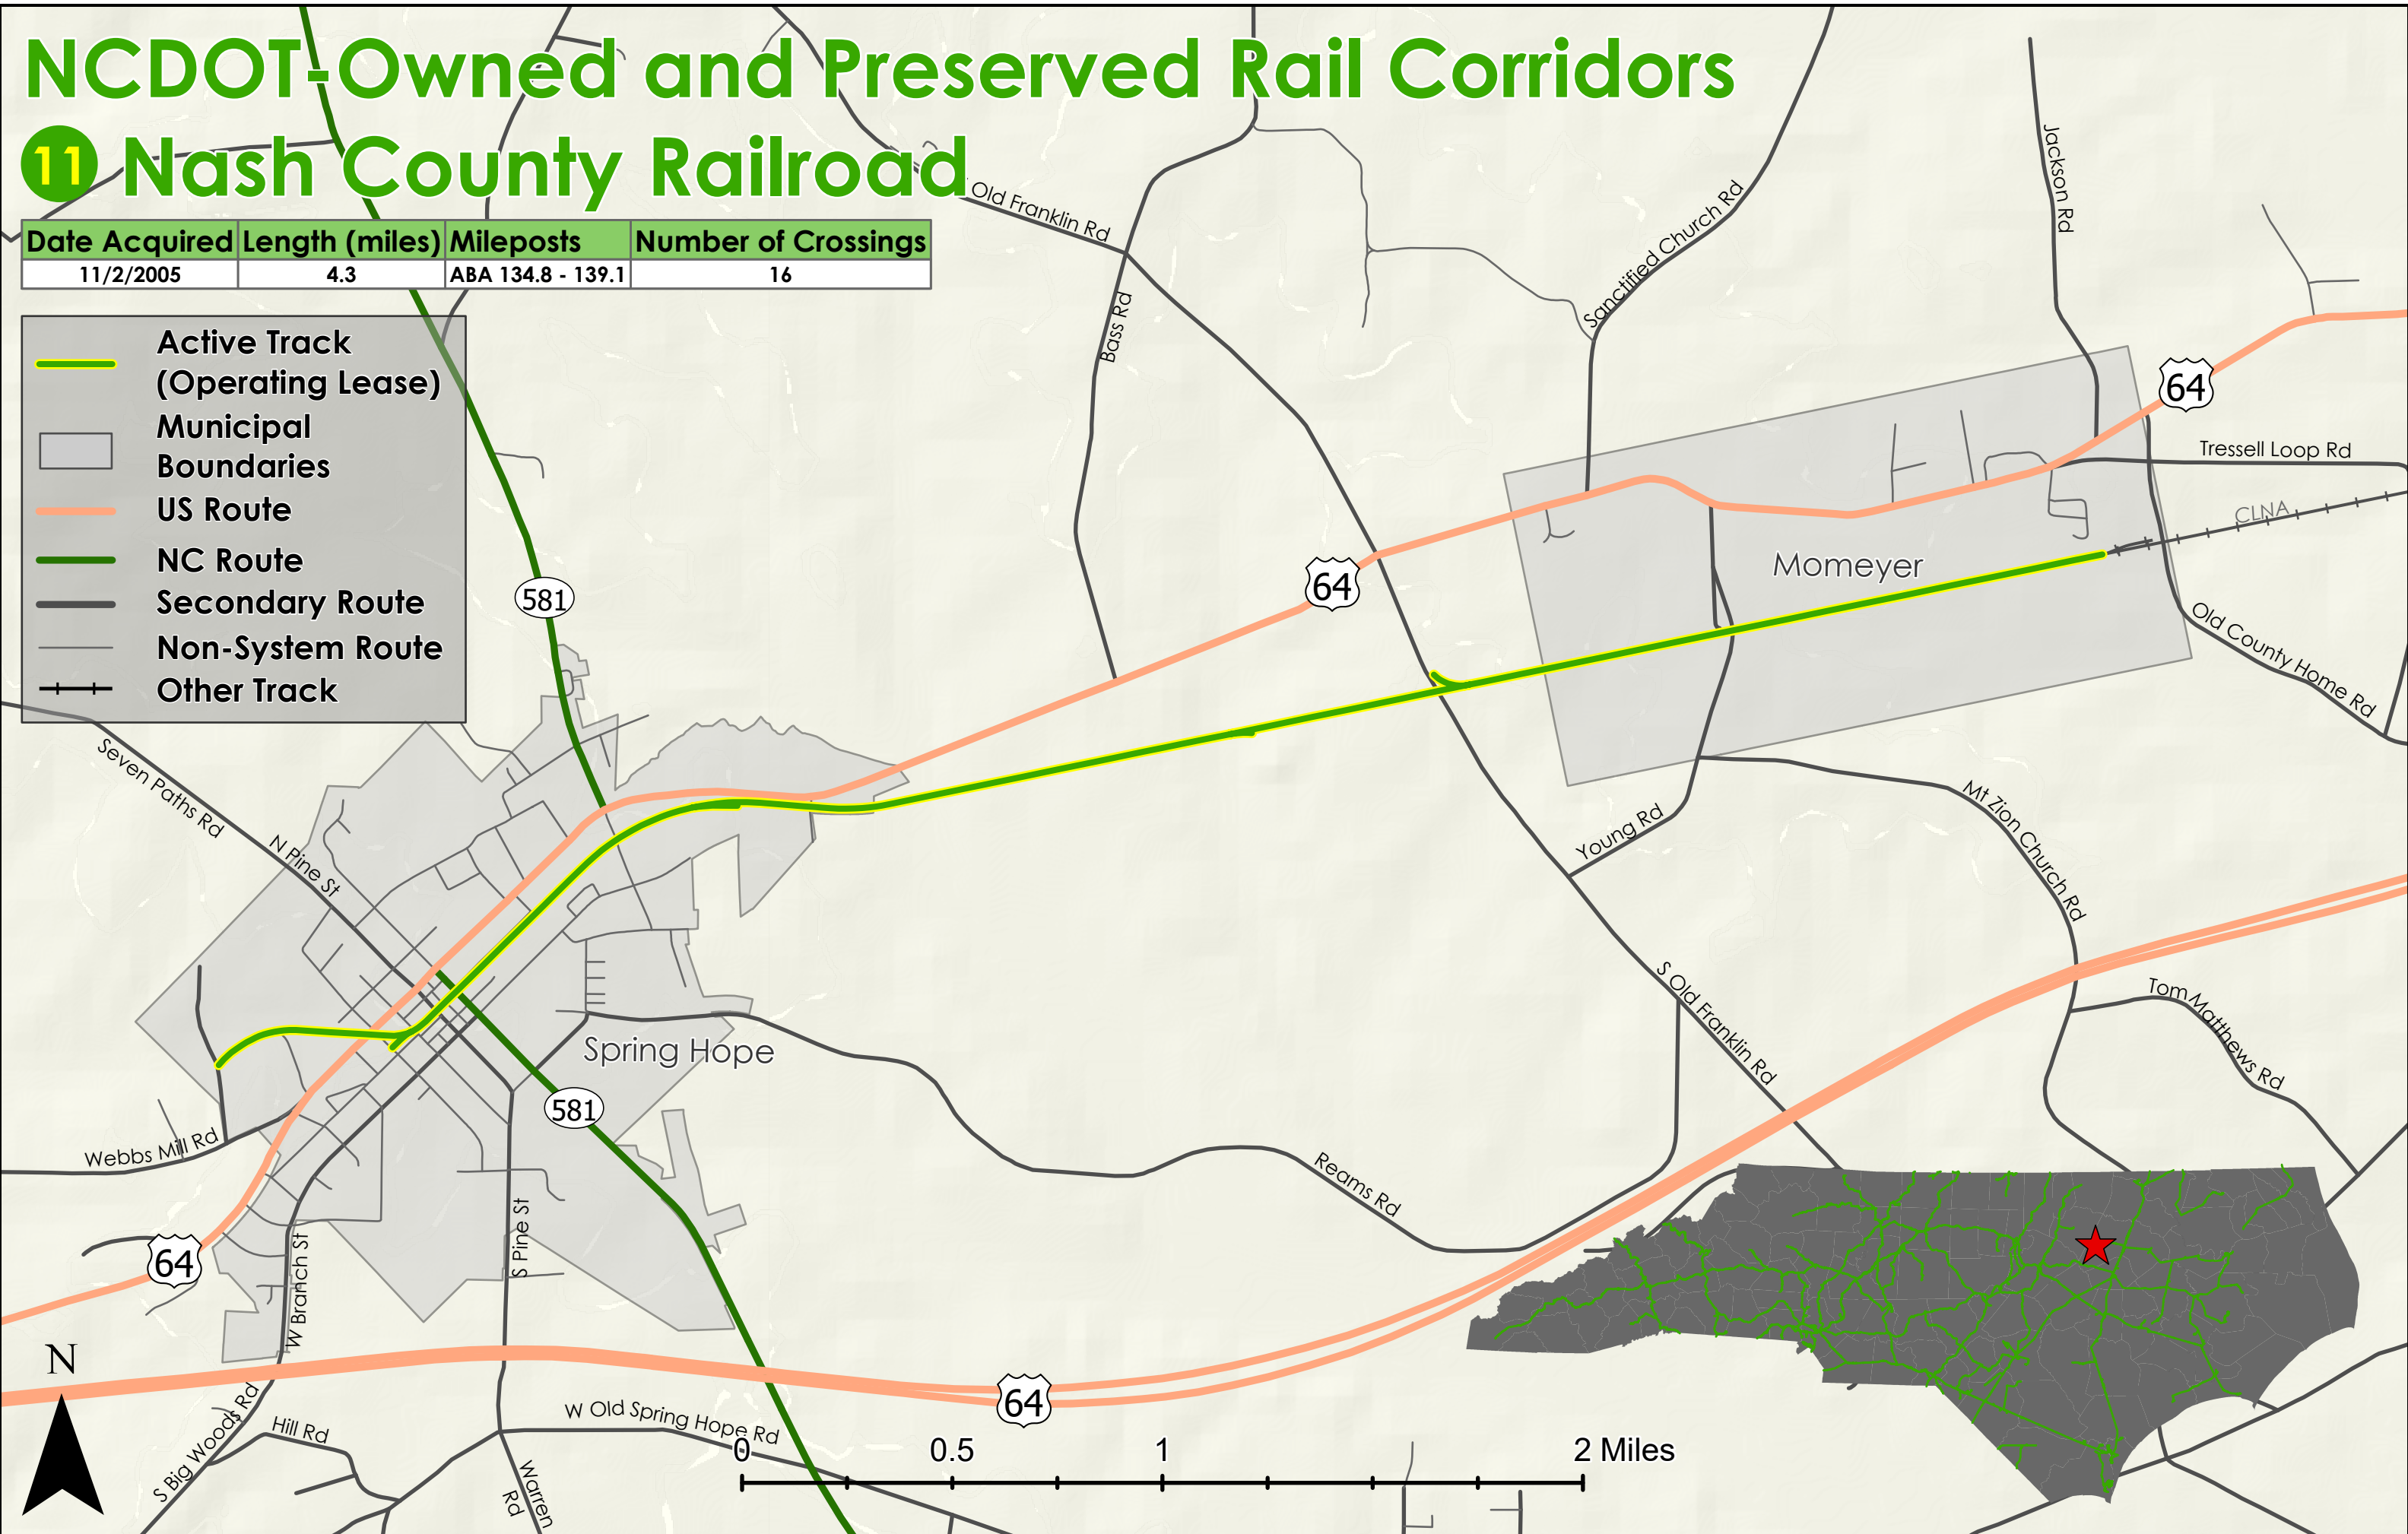 NCDOT-Owned and Preserved Rail Corridors
11 Nash County Railroad
Date Acquired Length (miles) Mileposts Number of Crossings
11/2/2005 4.3 ABA 134.8 - 139.1 16
Active Track
(Operating Lease)
Municipal
Boundaries
US Route
NC Route
Secondary Route
Non-System Route
Other Track
Old Franklin Rd
Bass Rd
Sanctified Church Rd
Jackson Rd
64
Tressell Loop Rd
CLNA
Momeyer
64
581
Old County Home Rd
Seven Paths Rd
N Pine St
Young Rd
Mt Zion Church Rd
S Old Franklin Rd
Tom Matthews Rd
Spring Hope
581
Webbs Mill Rd
Reams Rd
S Pine St
W Branch St
64
N
64
S Big Woods Rd
Hill Rd
W Old Spring Hope Rd
Warren
Rd
0 0.5 1 2 Miles